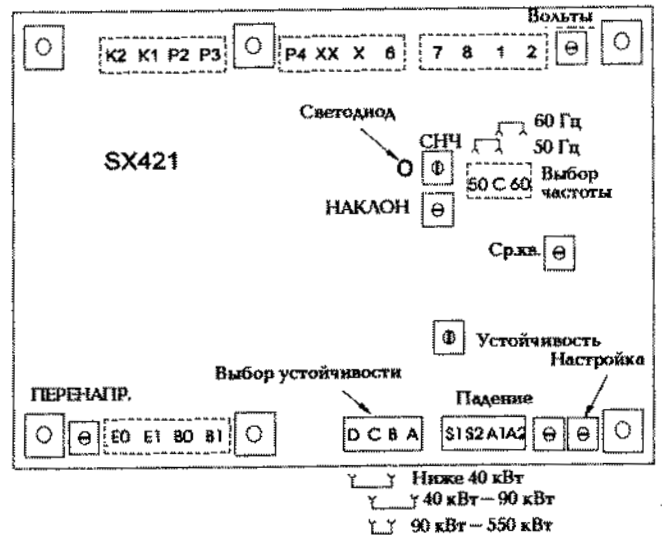 Вольты
K2 K1 P2 P3
P4 XX X 6
7 8 1 2
Светодиод
60 Гц
СНЧ
50 Гц
SX421
50 C 60
Выбор частоты
НАКЛОН
Ср.кв.
Устойчивость
Настройка
Выбор устойчивости
ПЕРЕНАПР.
Падение
E0 E1 B0 B1
D C B A
S1 S2 A1 A2
Ниже 40 кВт
40 кВт – 90 кВт
90 кВт – 550 кВт